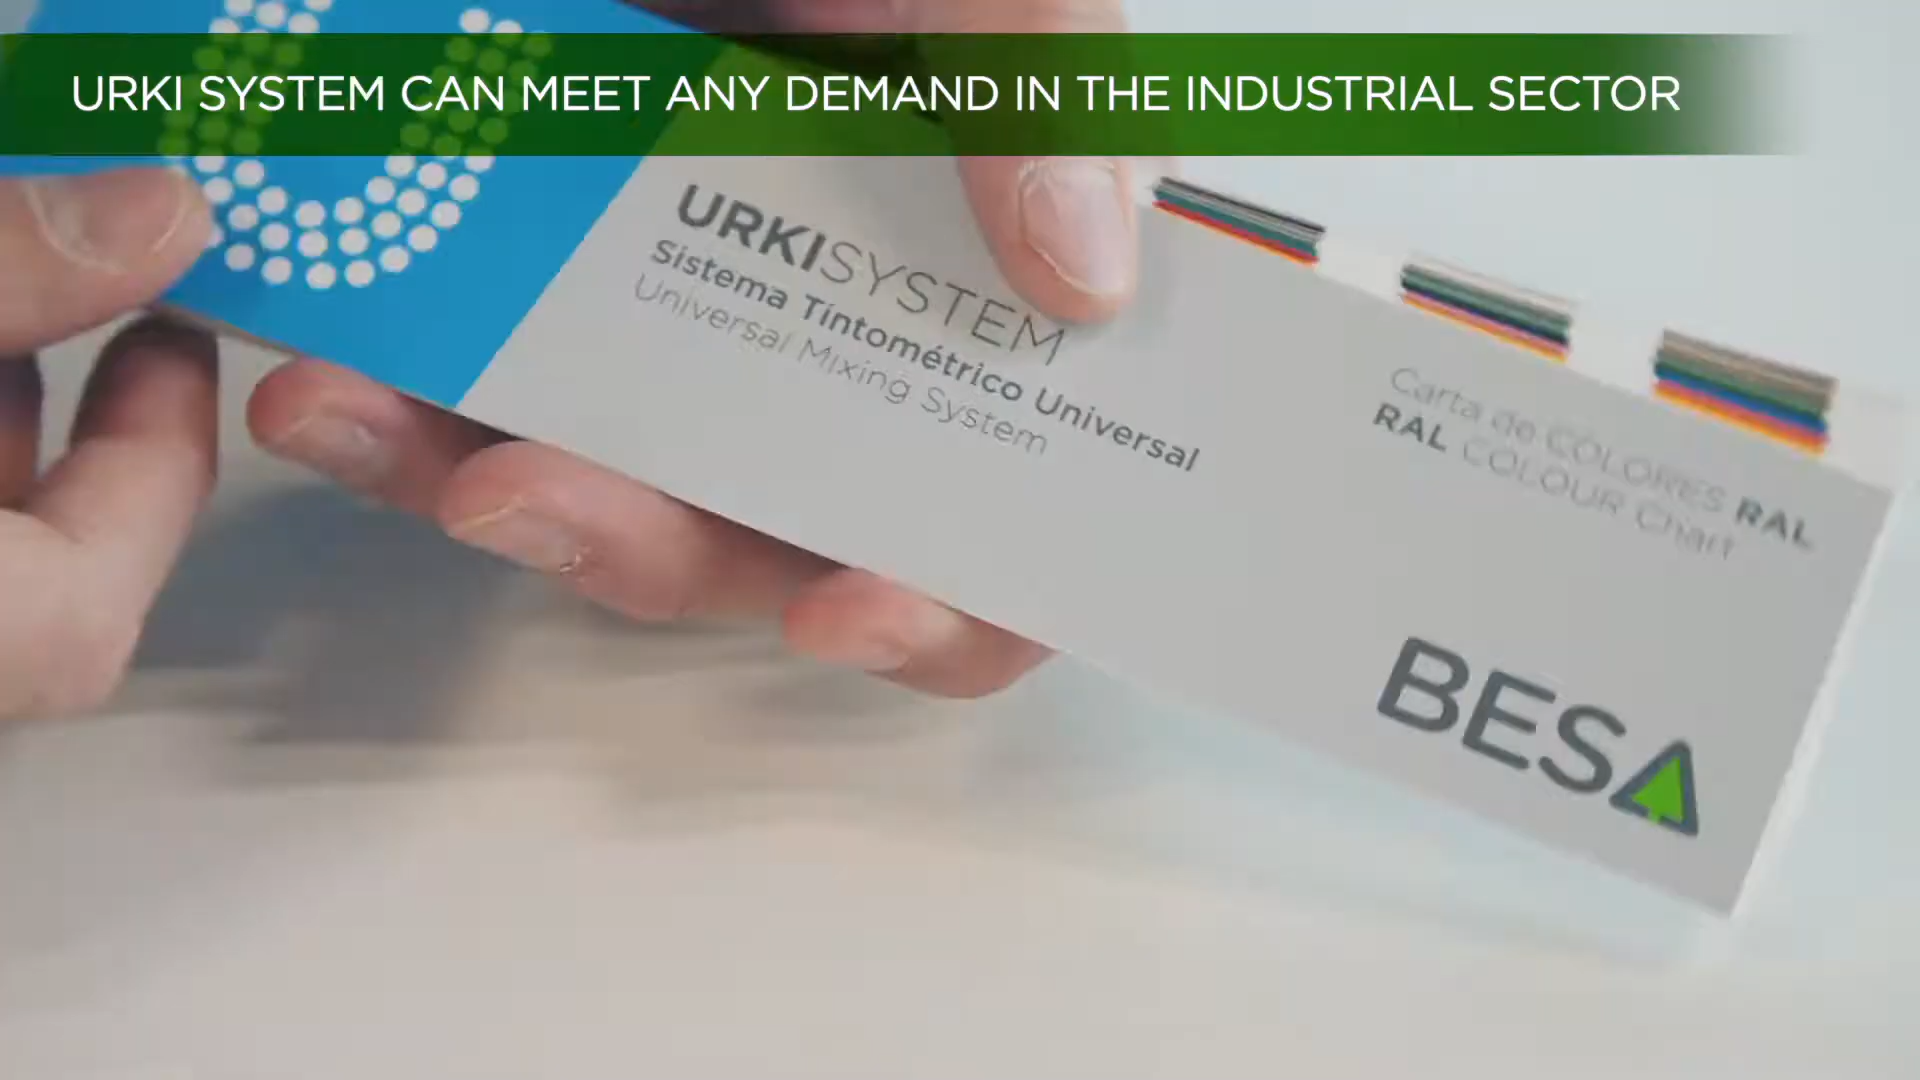 URKI SYSTEM CAN MEET ANY DEMAND IN THE INDUSTRIAL SECTOR
URKISYSTEM
Sistema Tintométrico Universal
Universal Mixing System
Carta de COLORES RAL
RAL COLOUR Chart
BESA